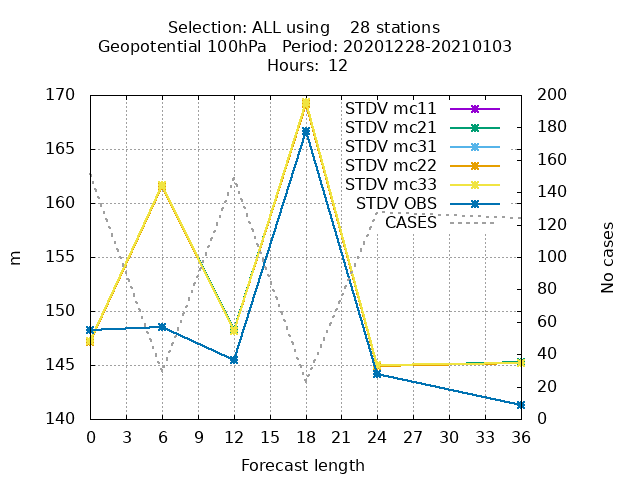 Selection: ALL using    28 stations
Geopotential 100hPa   Period: 20201228-20210103
Hours: 12
STDV mc11
STDV mc21
STDV mc31
STDV mc22
STDV mc33
STDV OBS
CASES
170
165
160
155
150
145
140
m
200
180
160
140
120
100
80
60
40
20
0
No cases
0 3 6 9 12 15 18 21 24 27 30 33 36
Forecast length